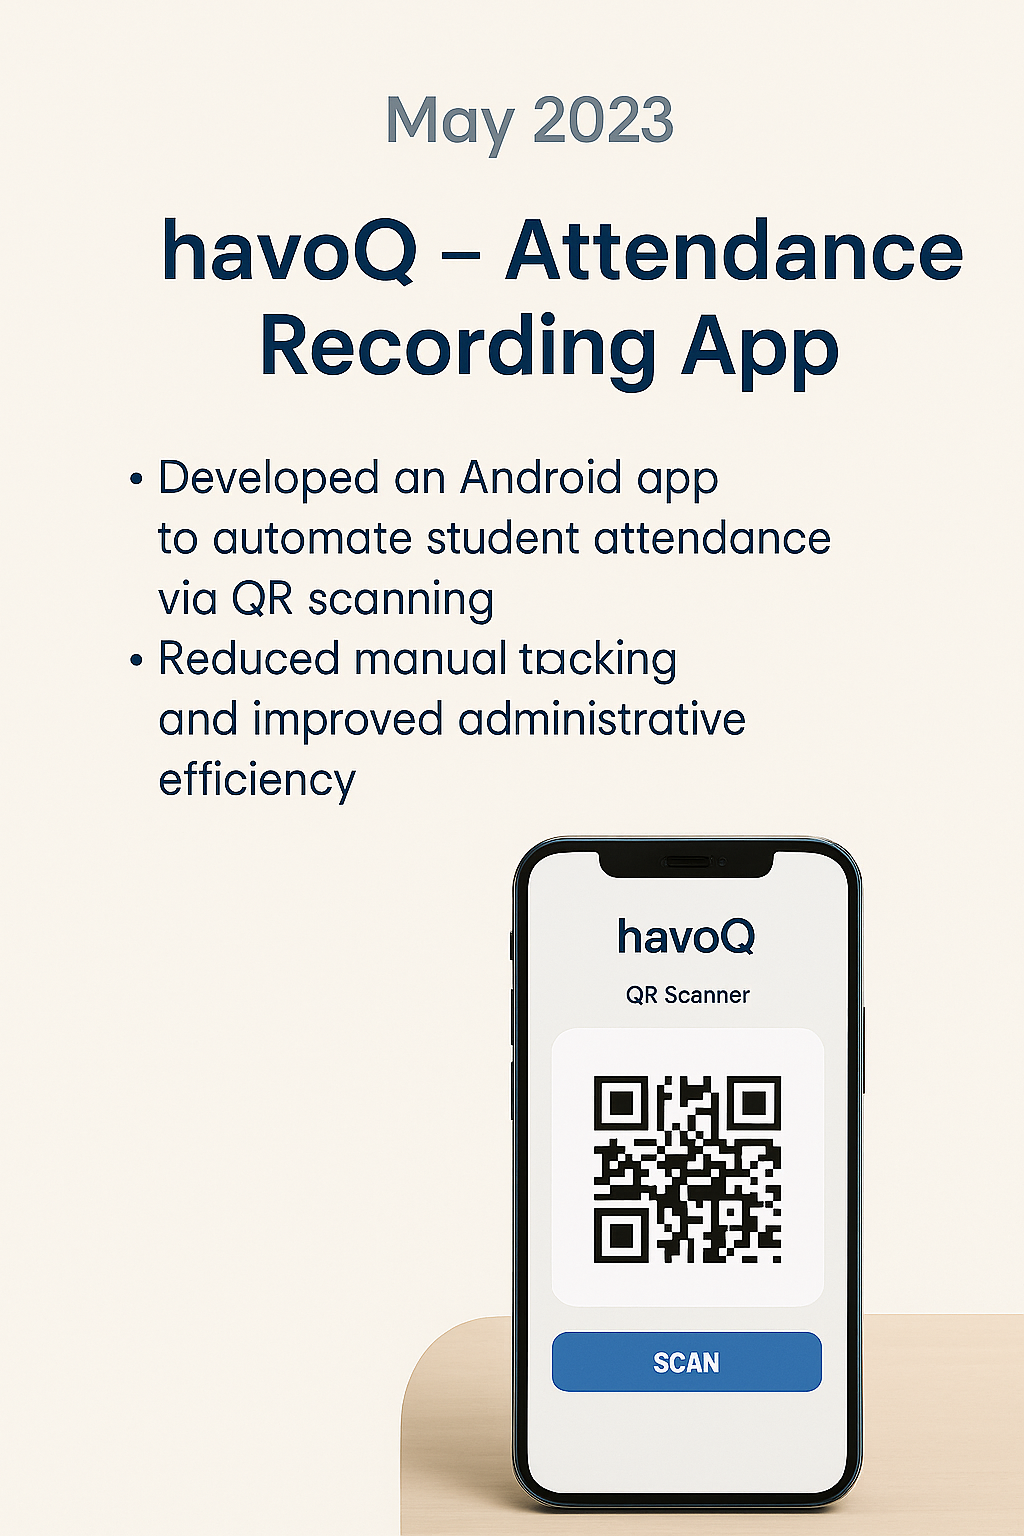 May 2023
havoQ – Attendance
Recording App
• Developed an Android app
to automate student attendance
via QR scanning
• Reduced manual tacking
and improved administrative
efficiency
havoQ
QR Scanner
SCAN